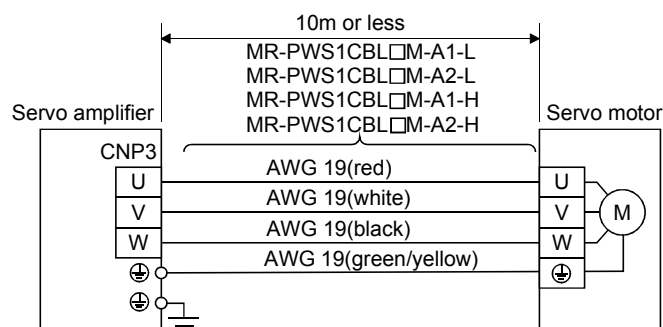 10m or less
MR-PWS1CBL□M-A1-L
MR-PWS1CBL□M-A2-L
MR-PWS1CBL□M-A1-H
MR-PWS1CBL□M-A2-H
Servo amplifier
Servo motor
CNP3
AWG 19(red)
U
U
AWG 19(white)
V
V
M
AWG 19(black)
W
W
AWG 19(green/yellow)